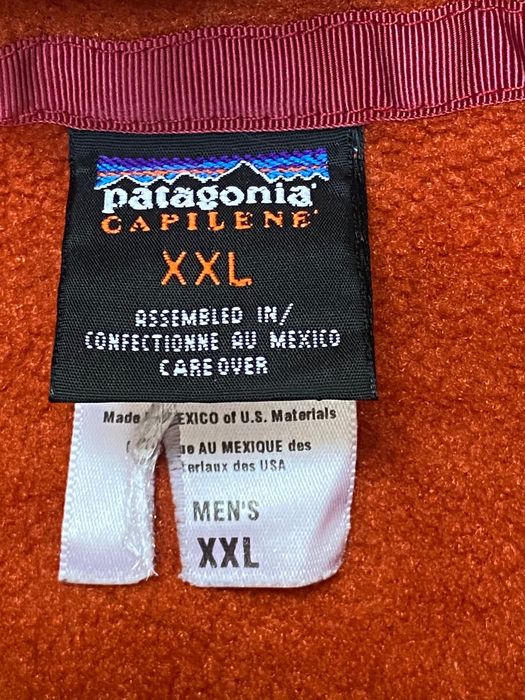 patagonia®
CAPILENE®
XXL
ASSEMBLED IN/
CONFECTIONNE AU MEXICO
CARE OVER
Made EXICO of U.S. Materials
AU MEXIQUE des
teriaux des USA
MEN'S
XXL